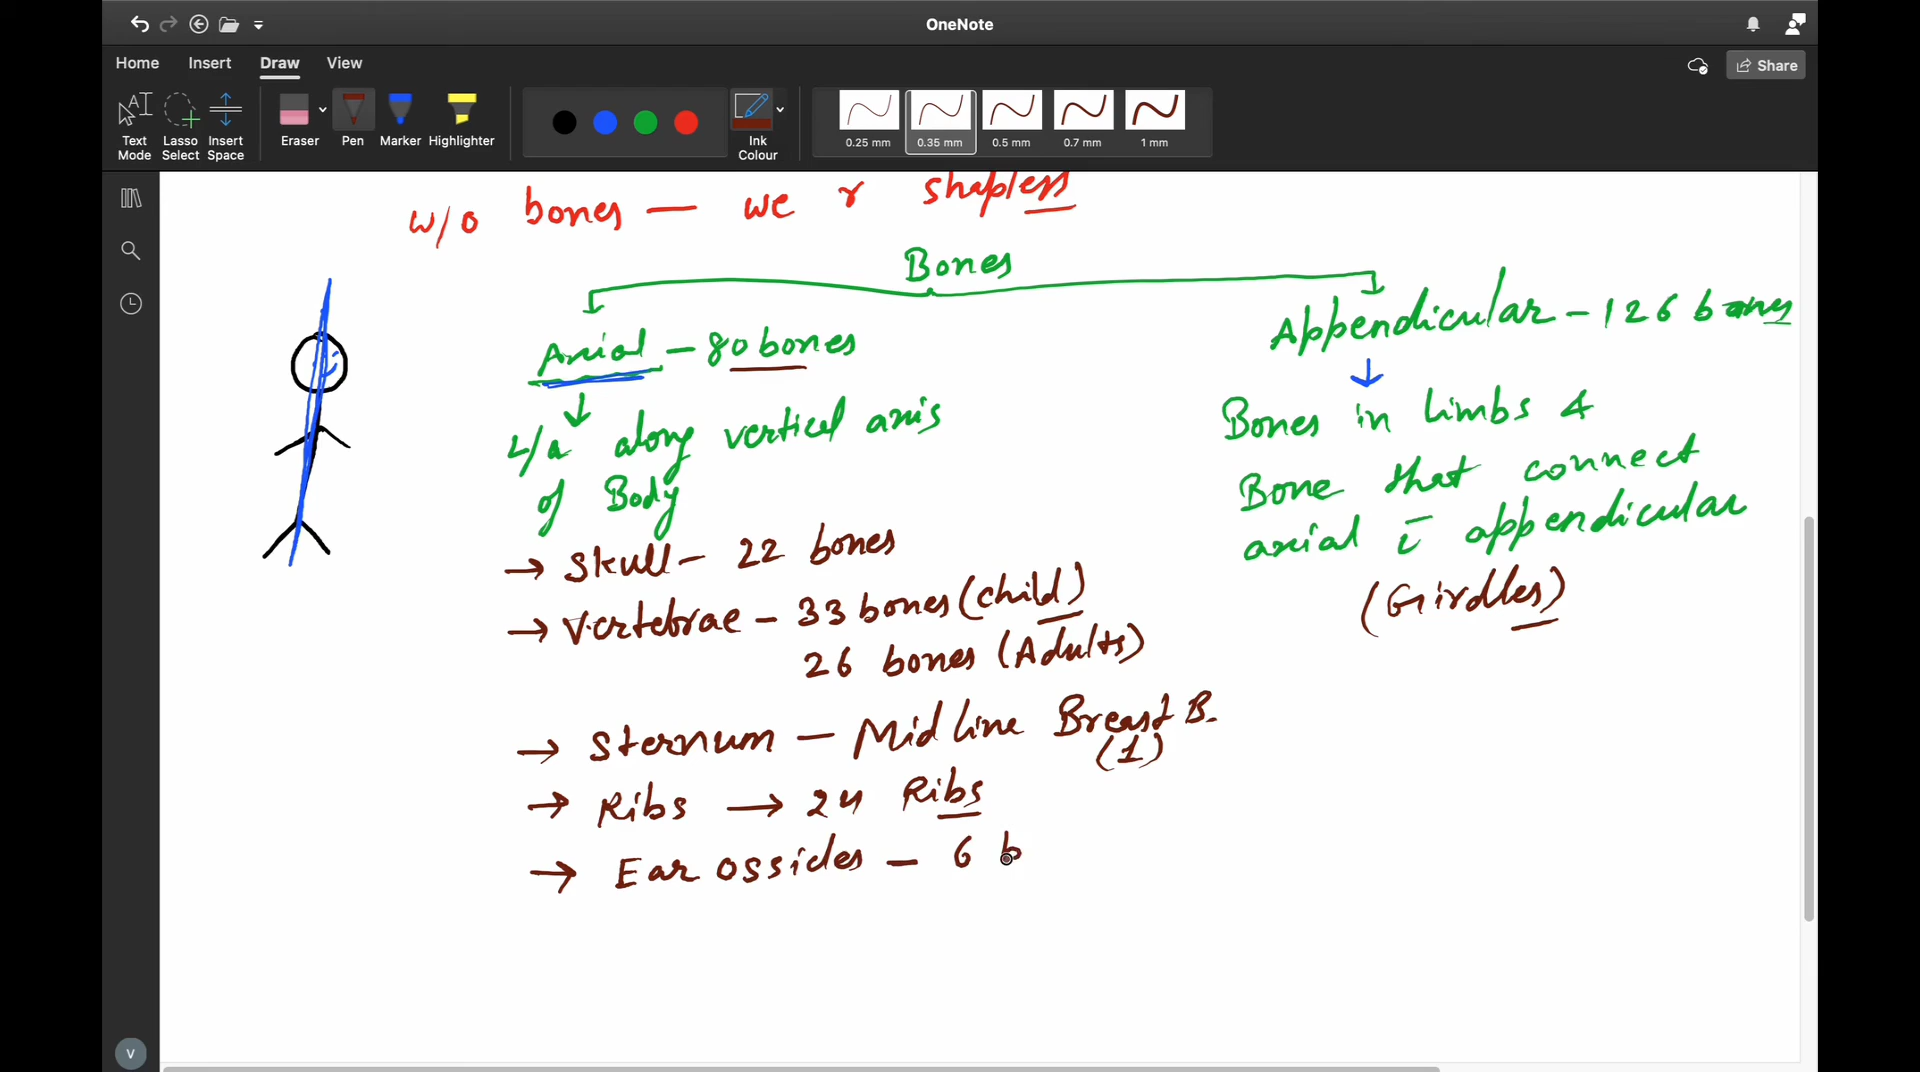 OneNote
Home Insert Draw View
Share
Text Mode
Lasso Select
Insert Space
Eraser
Pen
Marker
Highlighter
Ink Colour
0.25 mm
0.35 mm
0.5 mm
0.7 mm
1 mm
w/o bones — we r shapless
Bones
Axial – 80 bones
L/a along vertical axis
of Body
→ Skull – 22 bones
→ Vertebrae – 33 bones (child)
26 bones (Adults)
→ Sternum – Midline Breast B.
(1)
→ Ribs → 24 Ribs
→ Ear ossicles – 6 b
Appendicular – 126 bones
Bones in limbs &
Bone that connect
axial c̄ appendicular
(Girdles)
V